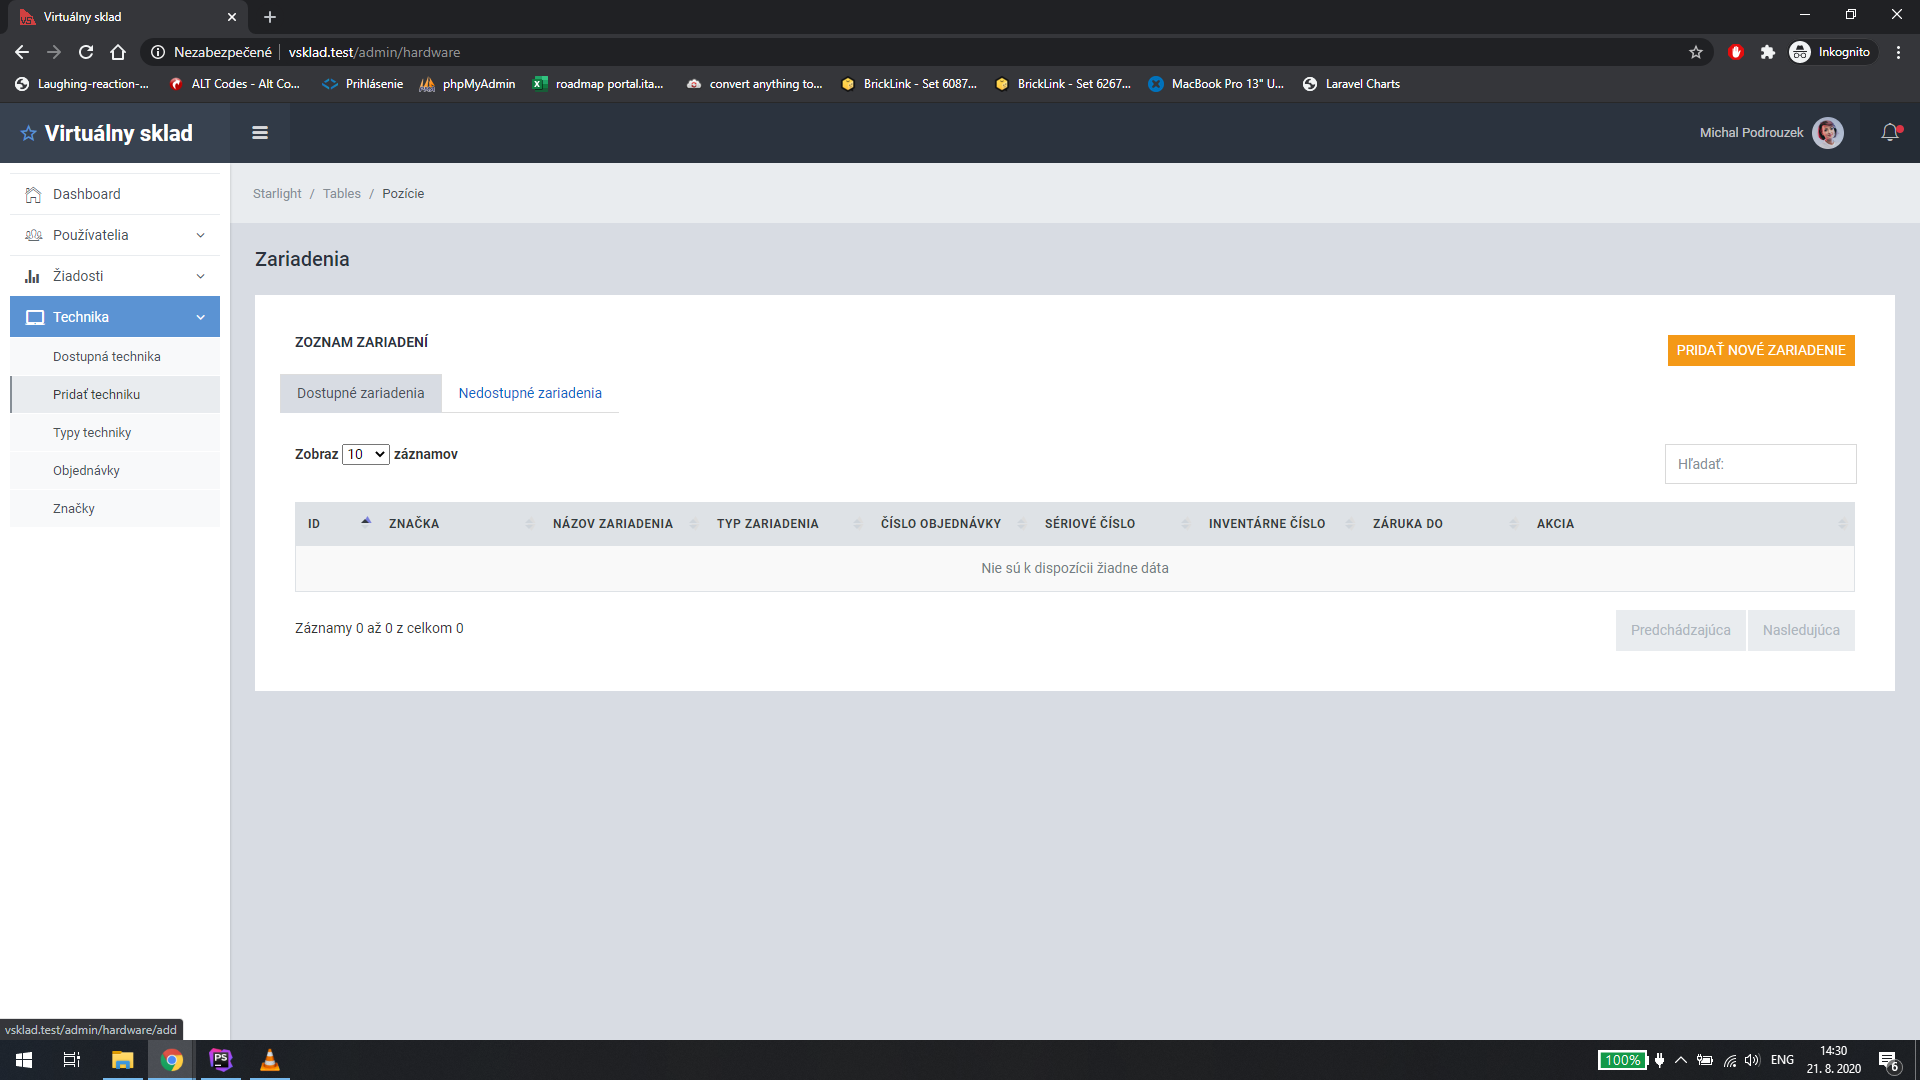 Virtuálny sklad
Nezabezpečené vsklad.test/admin/hardware
Inkognito
Laughing-reaction-...
ALT Codes - Alt Co...
Prihlásenie
phpMyAdmin
roadmap portal.ita...
convert anything to...
BrickLink - Set 6087...
BrickLink - Set 6267...
MacBook Pro 13" U...
Laravel Charts
Virtuálny sklad
Michal Podrouzek
Dashboard
Používatelia
Žiadosti
Technika
Dostupná technika
Pridať techniku
Typy techniky
Objednávky
Značky
Starlight / Tables / Pozície
Zariadenia
ZOZNAM ZARIADENÍ
PRIDAŤ NOVÉ ZARIADENIE
Dostupné zariadenia
Nedostupné zariadenia
Zobraz 10 záznamov
Hľadať:
ID ZNAČKA NÁZOV ZARIADENIA TYP ZARIADENIA ČÍSLO OBJEDNÁVKY SÉRIOVÉ ČÍSLO INVENTÁRNE ČÍSLO ZÁRUKA DO AKCIA
Nie sú k dispozícii žiadne dáta
Záznamy 0 až 0 z celkom 0
Predchádzajúca
Nasledujúca
vsklad.test/admin/hardware/add
PS
100%
ENG
14:30
21. 8. 2020
6